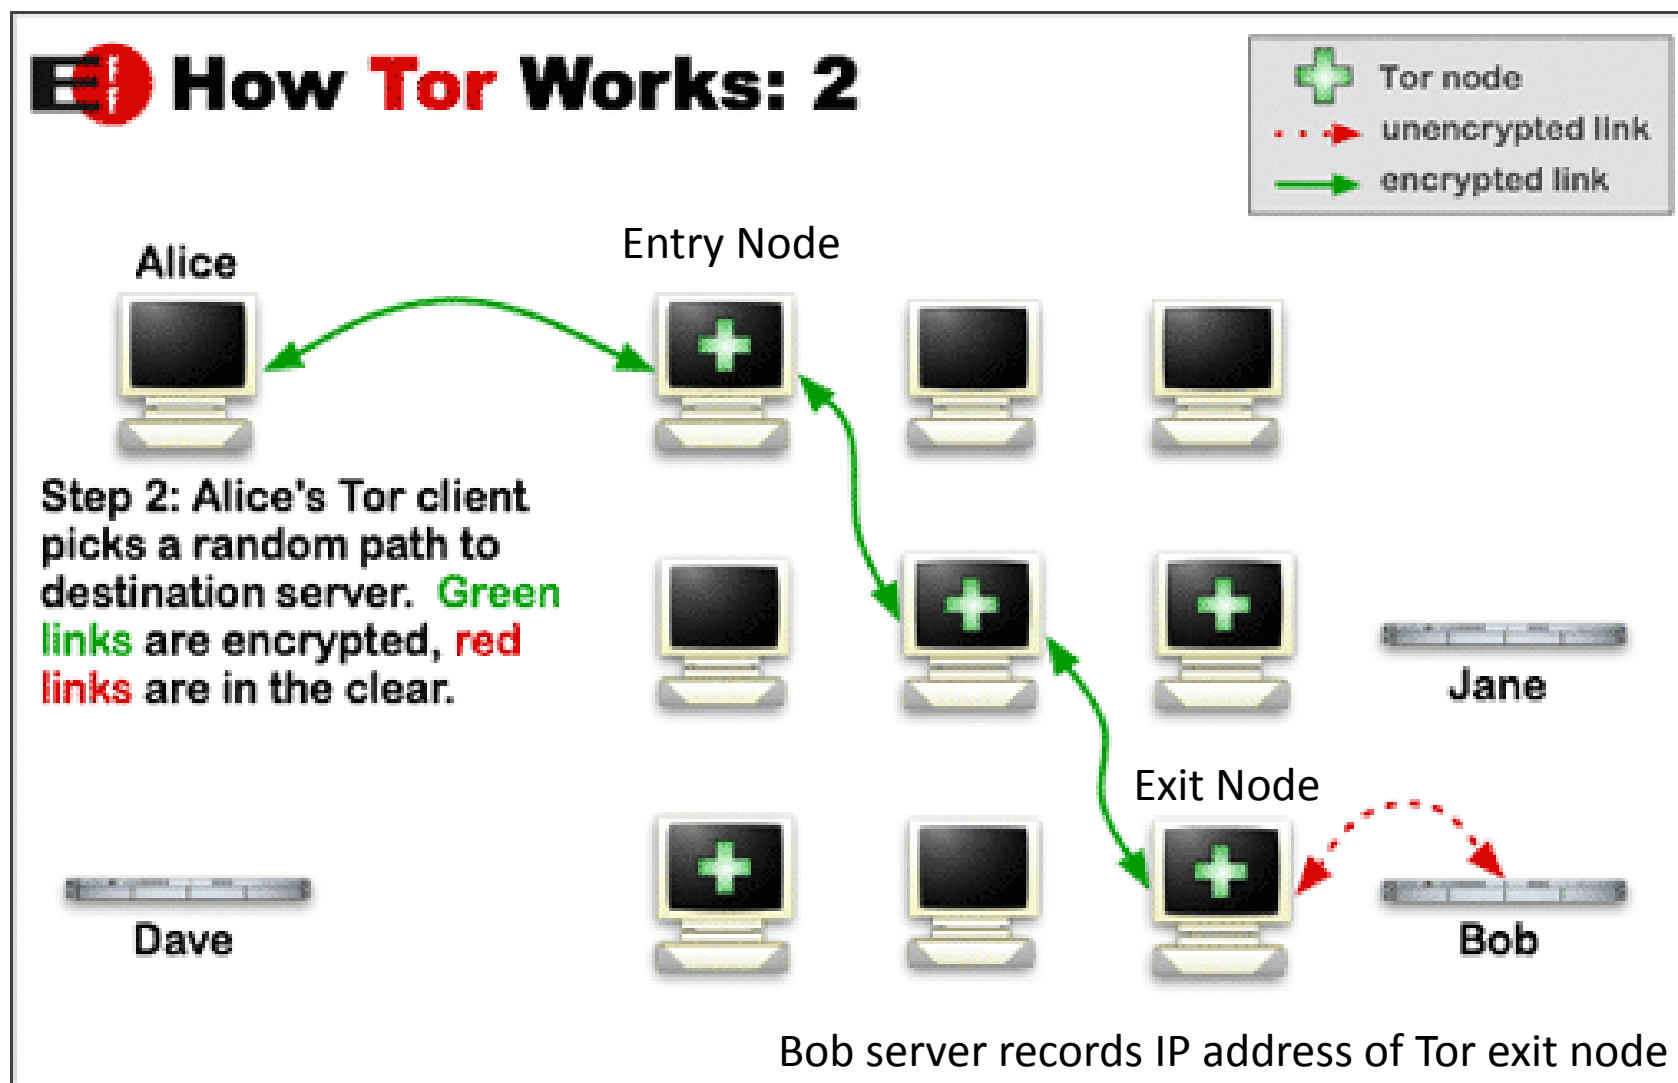 EFF How Tor Works: 2
Tor node
unencrypted link
encrypted link
Alice
Entry Node
Step 2: Alice's Tor client
picks a random path to
destination server. Green
links are encrypted, red
links are in the clear.
Jane
Exit Node
Dave
Bob
Bob server records IP address of Tor exit node